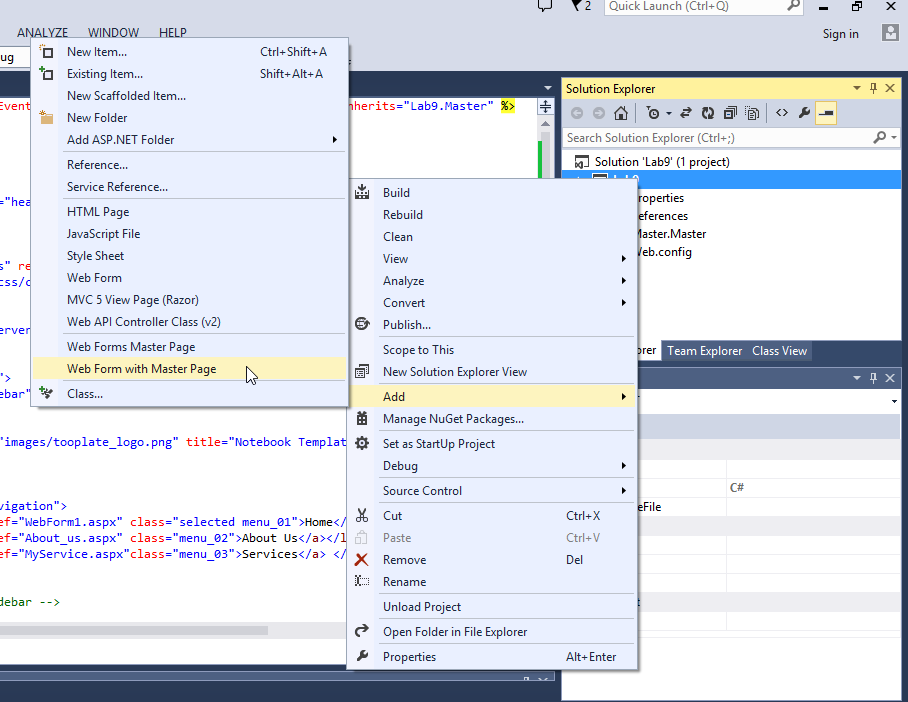 2
Quick Launch (Ctrl+Q)
ANALYZE WINDOW HELP
Sign in
ug
New Item... Ctrl+Shift+A
Existing Item... Shift+Alt+A
New Scaffolded Item...
New Folder
Add ASP.NET Folder
Reference...
Service Reference...
HTML Page
JavaScript File
Style Sheet
Web Form
MVC 5 View Page (Razor)
Web API Controller Class (v2)
Web Forms Master Page
Web Form with Master Page
Class...
Event
nherits="Lab9.Master" %>
="hea
s" re
css/c
server
">
ebar"
"images/tooplate_logo.png" title="Notebook Templat
vigation">
ef="WebForm1.aspx" class="selected menu_01">Home</
ef="About_us.aspx" class="menu_02">About Us</a></l
ef="MyService.aspx"class="menu_03">Services</a> </
debar -->
Build
Rebuild
Clean
View
Analyze
Convert
Publish...
Scope to This
New Solution Explorer View
Add
Manage NuGet Packages...
Set as StartUp Project
Debug
Source Control
Cut Ctrl+X
Paste Ctrl+V
Remove Del
Rename
Unload Project
Open Folder in File Explorer
Properties Alt+Enter
Solution Explorer
Search Solution Explorer (Ctrl+;)
Solution 'Lab9' (1 project)
roperties
eferences
Master.Master
Web.config
orer Team Explorer Class View
C#
eFile